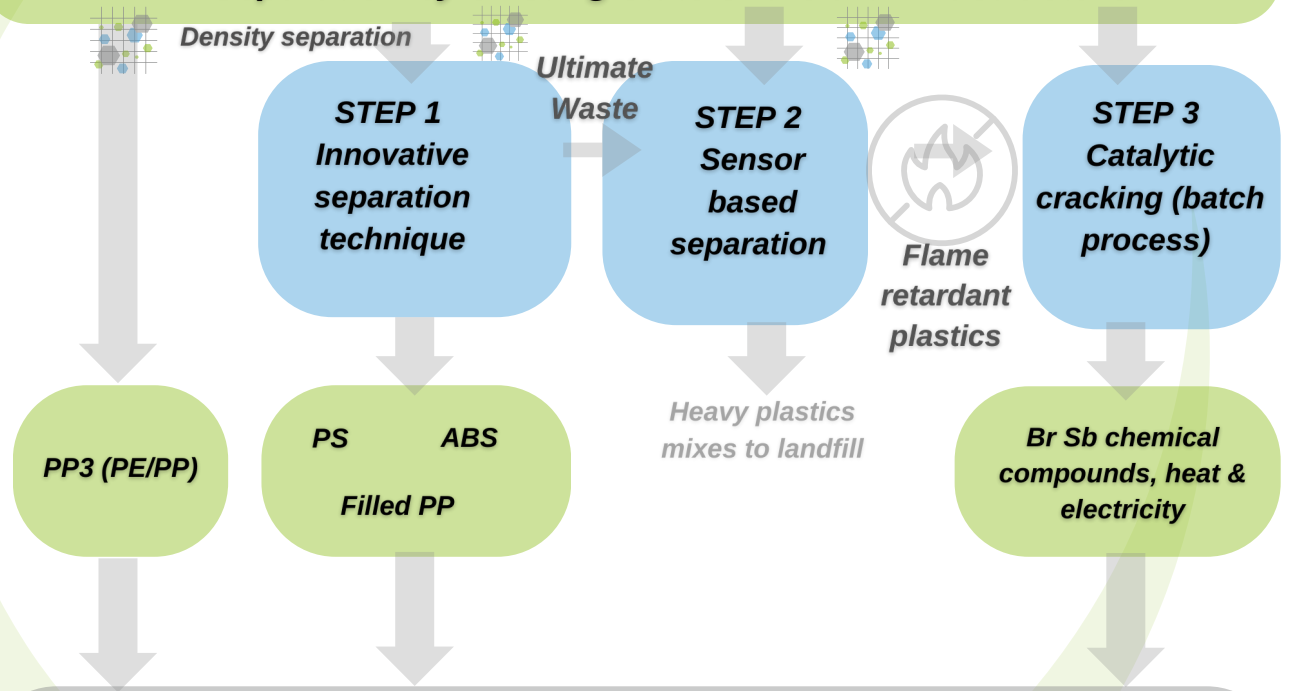 Density separation
Ultimate
Waste
STEP 1
Innovative
separation
technique
STEP 2
Sensor
based
separation
STEP 3
Catalytic
cracking (batch
process)
Flame
retardant
plastics
PP3 (PE/PP)
PS ABS
Filled PP
Heavy plastics
mixes to landfill
Br Sb chemical
compounds, heat &
electricity